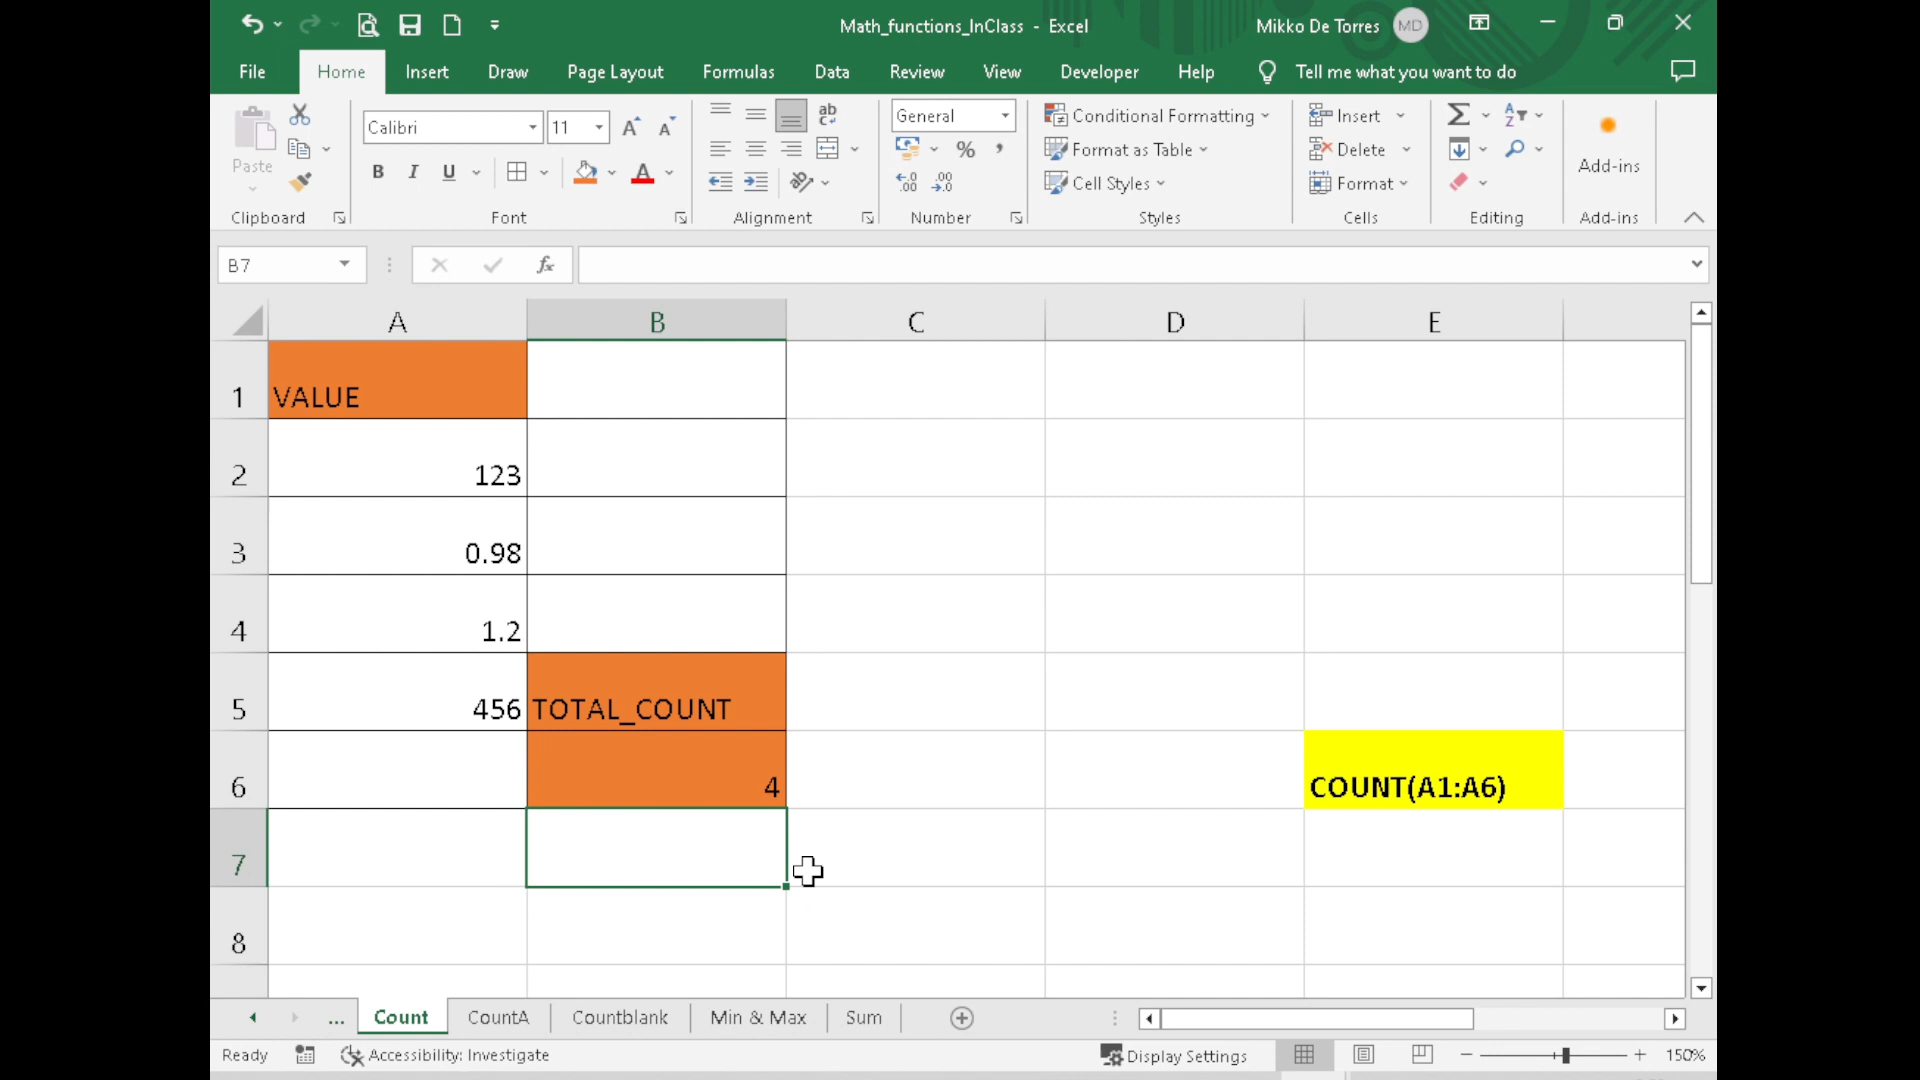 Math_functions_InClass - Excel
Mikko De Torres
MD
File Home Insert Draw Page Layout Formulas Data Review View Developer Help Tell me what you want to do
Paste
Clipboard
Calibri 11
B I U
Font
ab
Alignment
General
%
Number
Conditional Formatting
Format as Table
Cell Styles
Styles
Insert
Delete
Format
Cells
Editing
Add-ins
Add-ins
B7
fx
A B C D E
1 VALUE
2 123
3 0.98
4 1.2
5 456 TOTAL_COUNT
6 4 COUNT(A1:A6)
7
8
... Count CountA Countblank Min & Max Sum
Ready Accessibility: Investigate Display Settings 150%